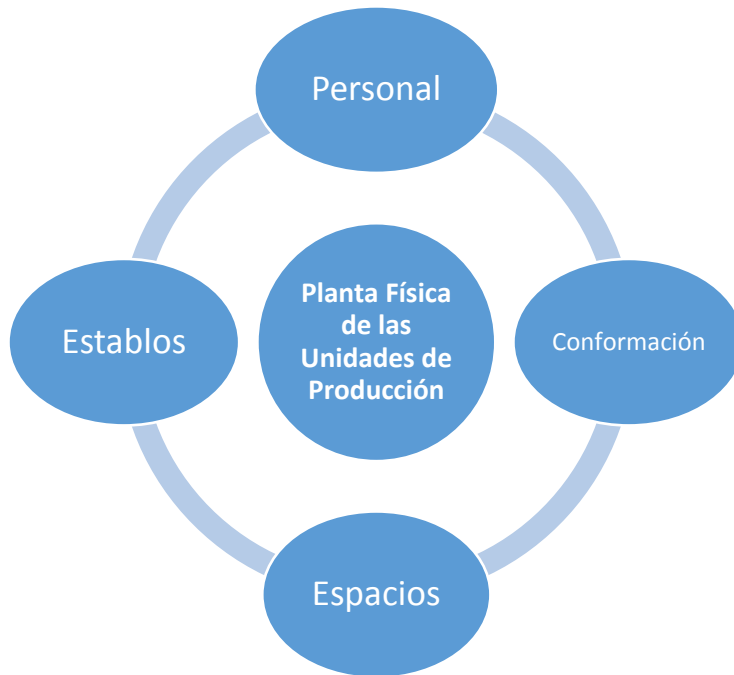 Personal
Establos
Planta Física
de las
Unidades de
Producción
Conformación
Espacios